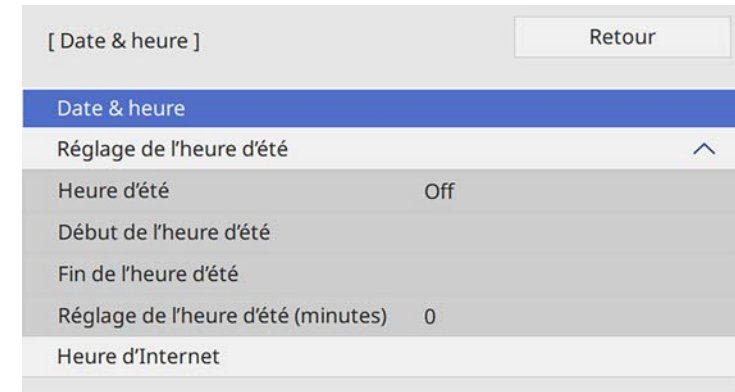 [ Date & heure ]
Retour
Date & heure
Réglage de l’heure d’été
Heure d’été Off
Début de l’heure d’été
Fin de l’heure d’été
Réglage de l’heure d’été (minutes) 0
Heure d’Internet